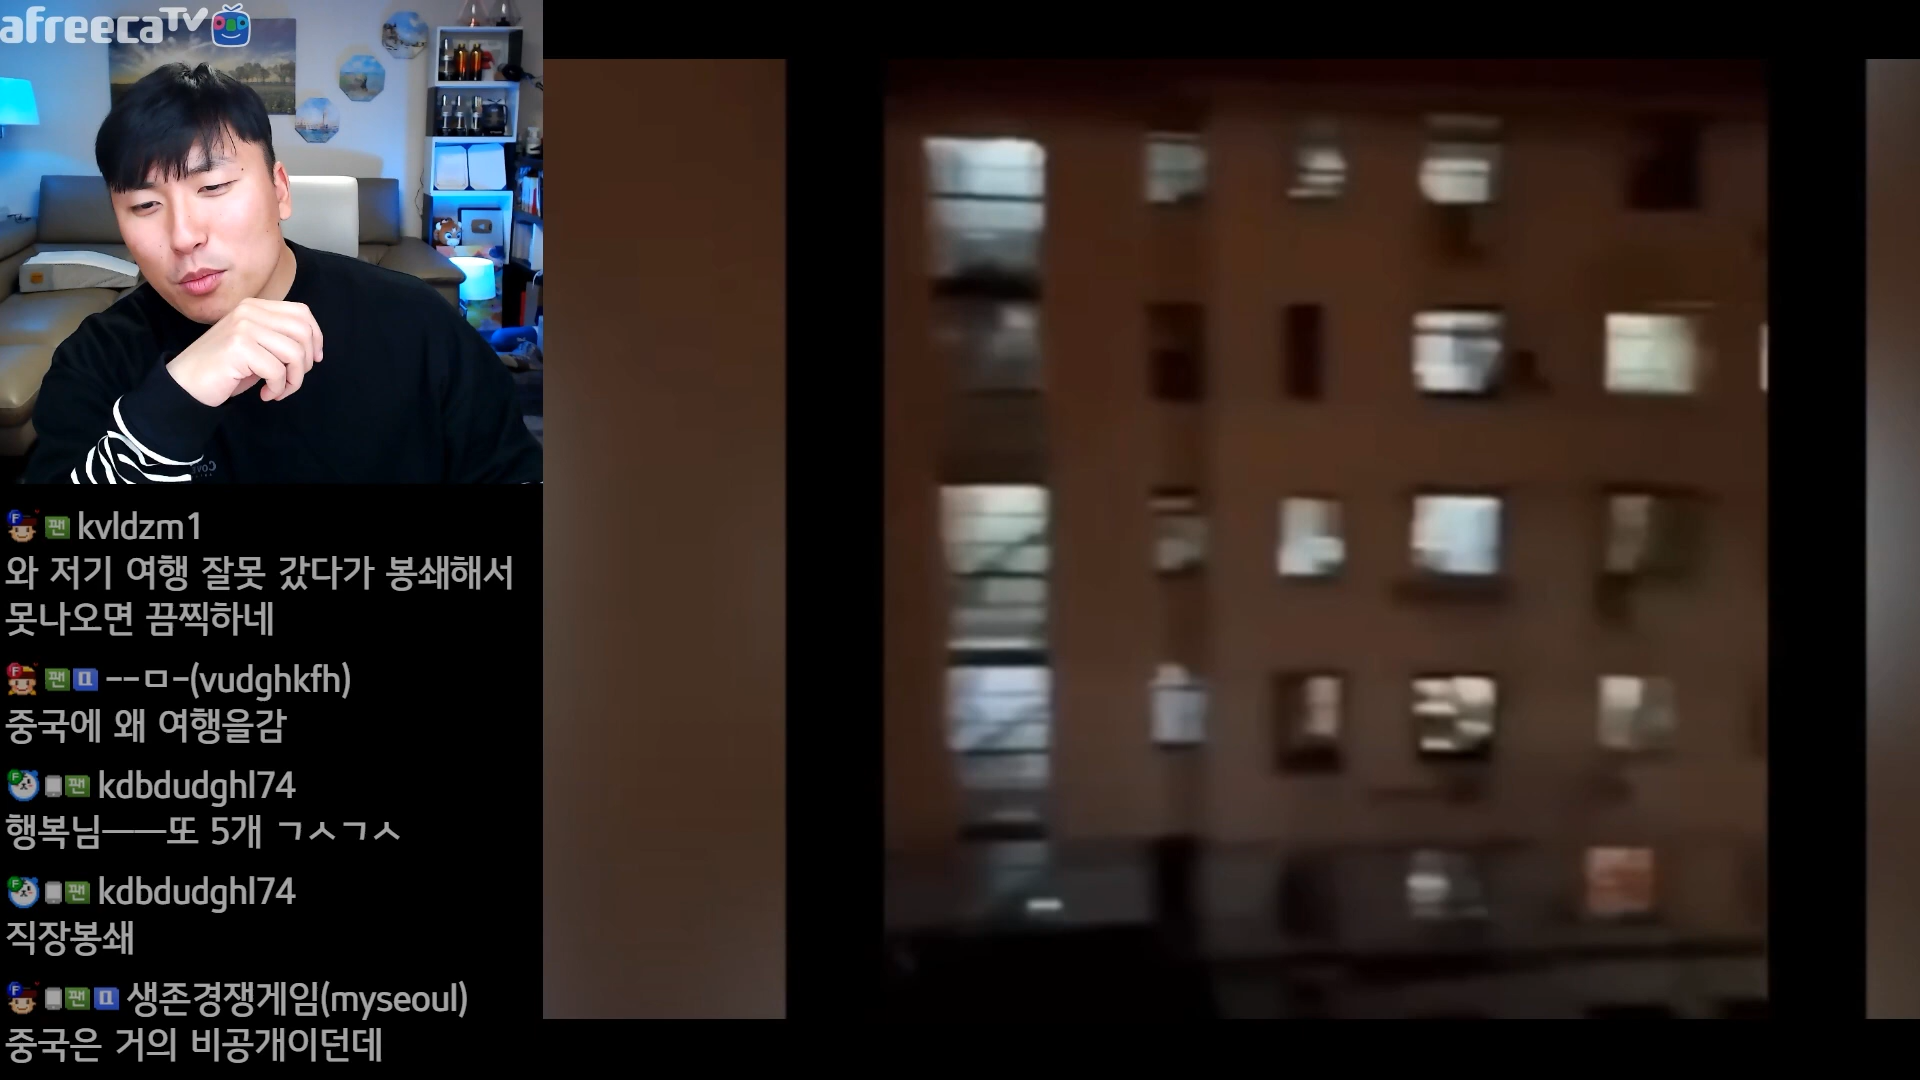 afreecaTV
kvldzm1
와 저기 여행 잘못 갔다가 봉쇄해서
못나오면 끔찍하네
--ㅁ-(vudghkfh)
중국에 왜 여행을감
kdbdudghl74
행복님──또 5개 ㄱㅅㄱㅅ
kdbdudghl74
직장봉쇄
생존경쟁게임(myseoul)
중국은 거의 비공개이던데